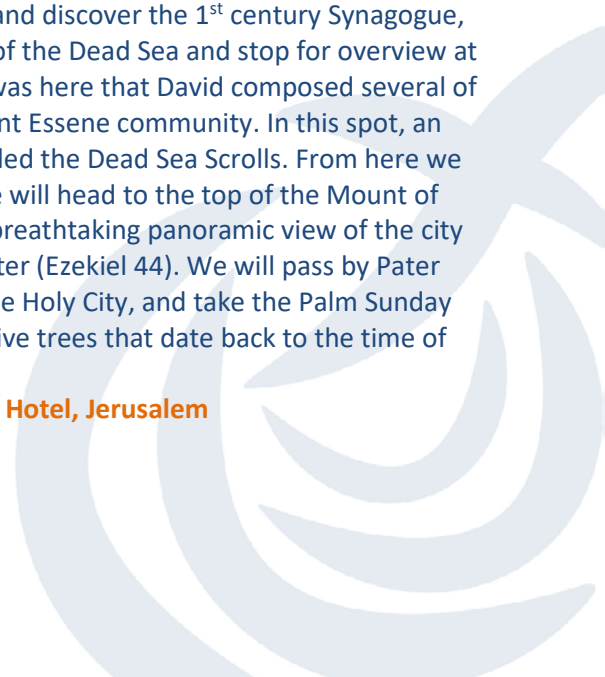 and discover the 1st century Synagogue,
of the Dead Sea and stop for overview at
was here that David composed several of
nt Essene community. In this spot, an
led the Dead Sea Scrolls. From here we
will head to the top of the Mount of
breathtaking panoramic view of the city
ter (Ezekiel 44). We will pass by Pater
e Holy City, and take the Palm Sunday
ive trees that date back to the time of
Hotel, Jerusalem